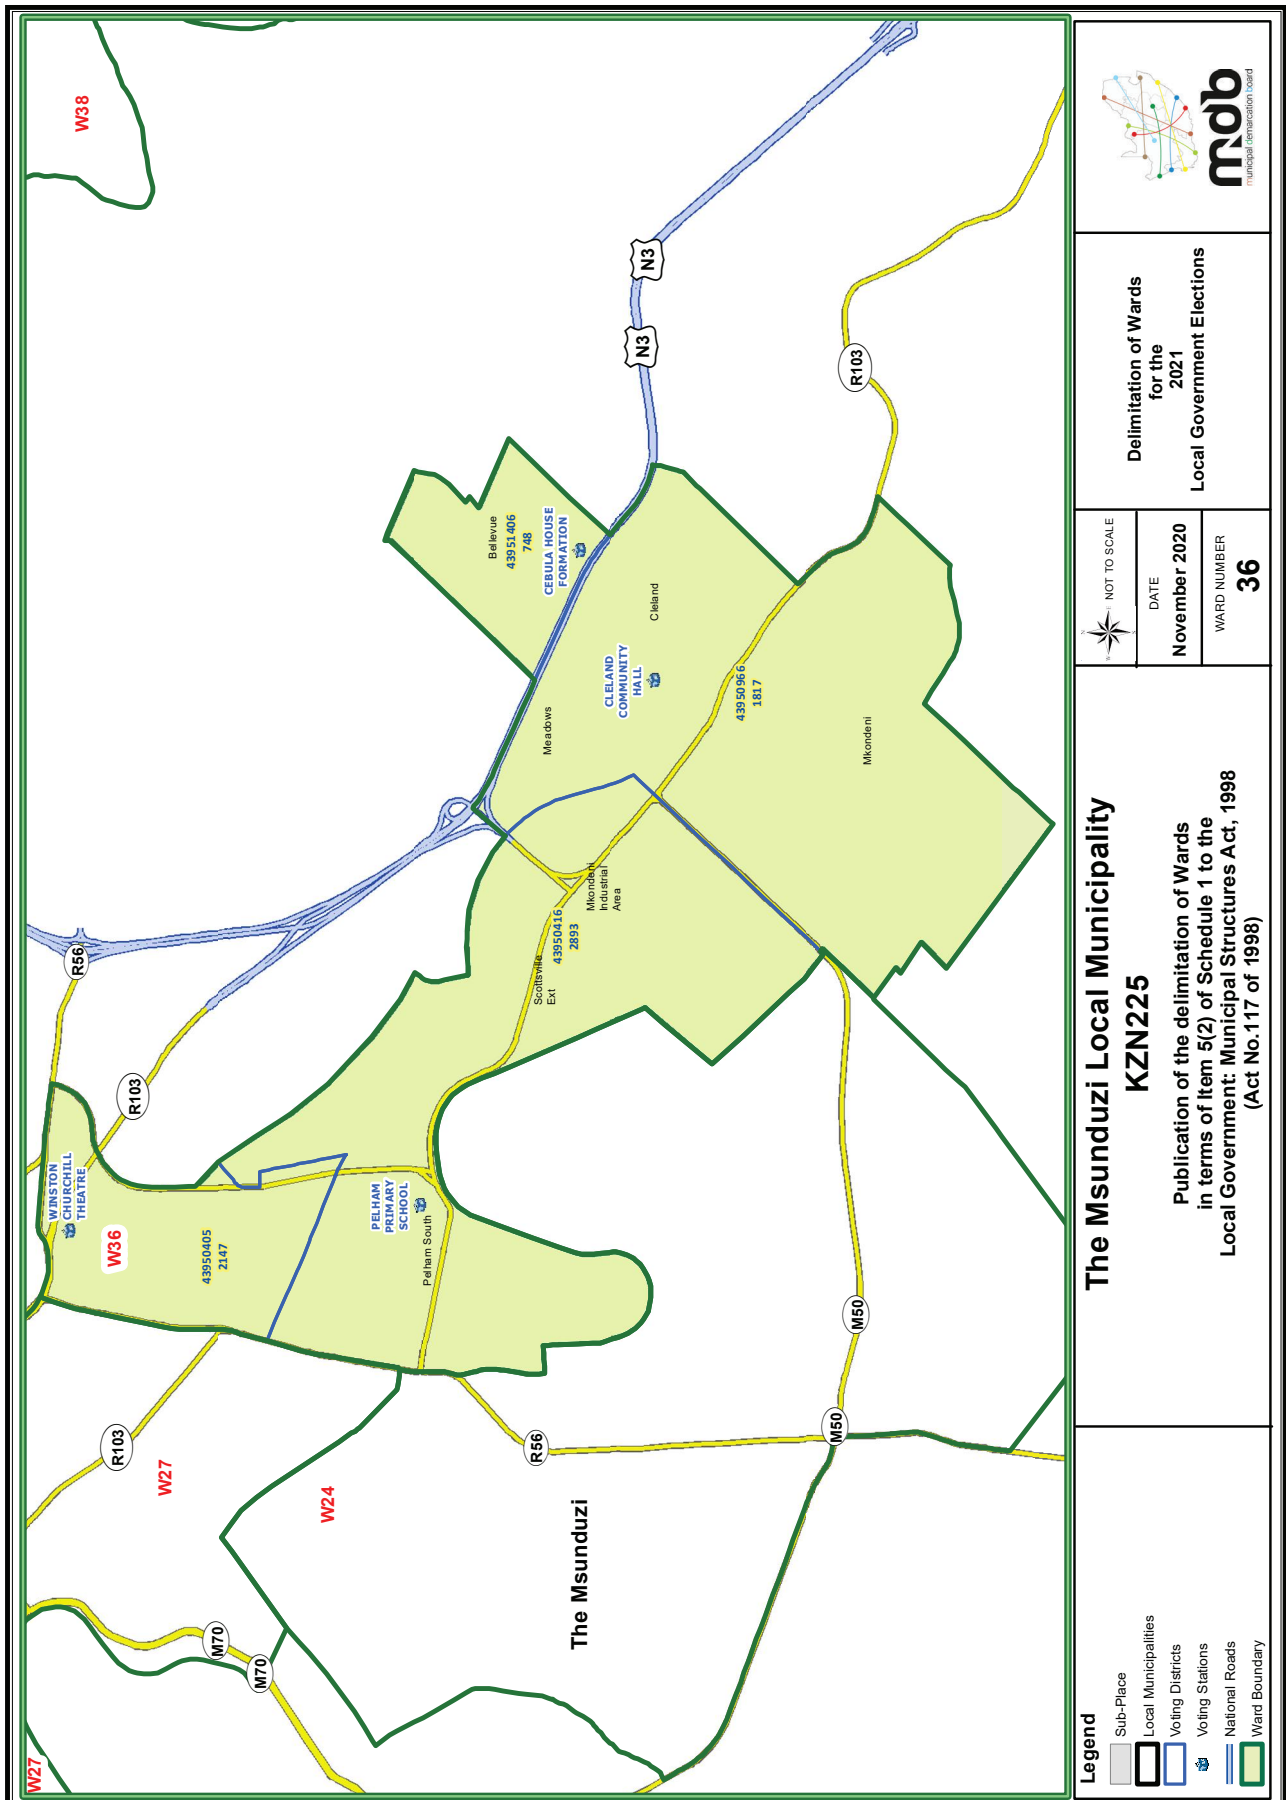 W38
N3
N3
R103
Bellevue
43951406
748
CEBULA HOUSE
FORMATION
Cleland
CLELAND
COMMUNITY
HALL
43950966
1817
Meadows
Mkondeni
Mkondeni
Industrial
Area
43950416
2893
Scottsville
Ext
R56
R103
WINSTON
CHURCHILL
THEATRE
W36
43950405
2147
PELHAM
PRIMARY
SCHOOL
Pelham South
M50
M50
R103
R56
W27
W24
The Msunduzi
M70
M70
W27
Legend
Sub-Place
Local Municipalities
Voting Districts
Voting Stations
National Roads
Ward Boundary
The Msunduzi Local Municipality
KZN225
Publication of the delimitation of Wards
in terms of Item 5(2) of Schedule 1 to the
Local Government: Municipal Structures Act, 1998
(Act No.117 of 1998)
N
W
E
S
NOT TO SCALE
DATE
November 2020
WARD NUMBER
36
Delimitation of Wards
for the
2021
Local Government Elections
mdb
municipal demarcation board